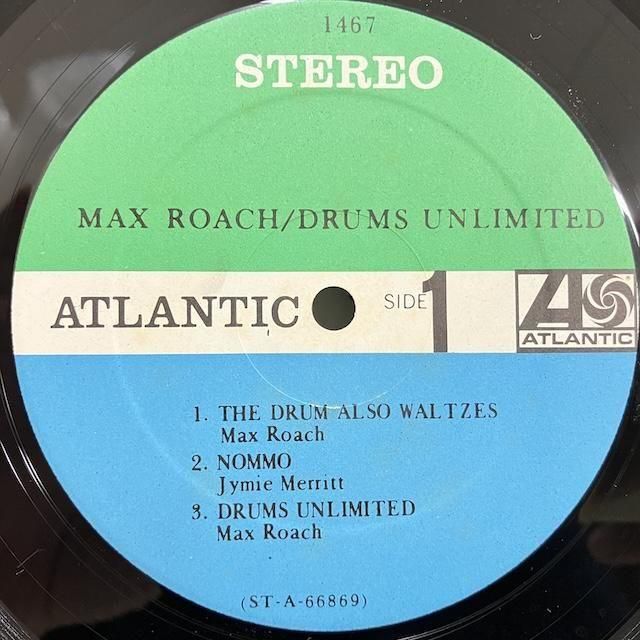 1467
STEREO
MAX ROACH/DRUMS UNLIMITED
ATLANTIC SIDE 1 ATLANTIC
1. THE DRUM ALSO WALTZES
Max Roach
2. NOMMO
Jymie Merritt
3. DRUMS UNLIMITED
Max Roach
(ST-A-66869)